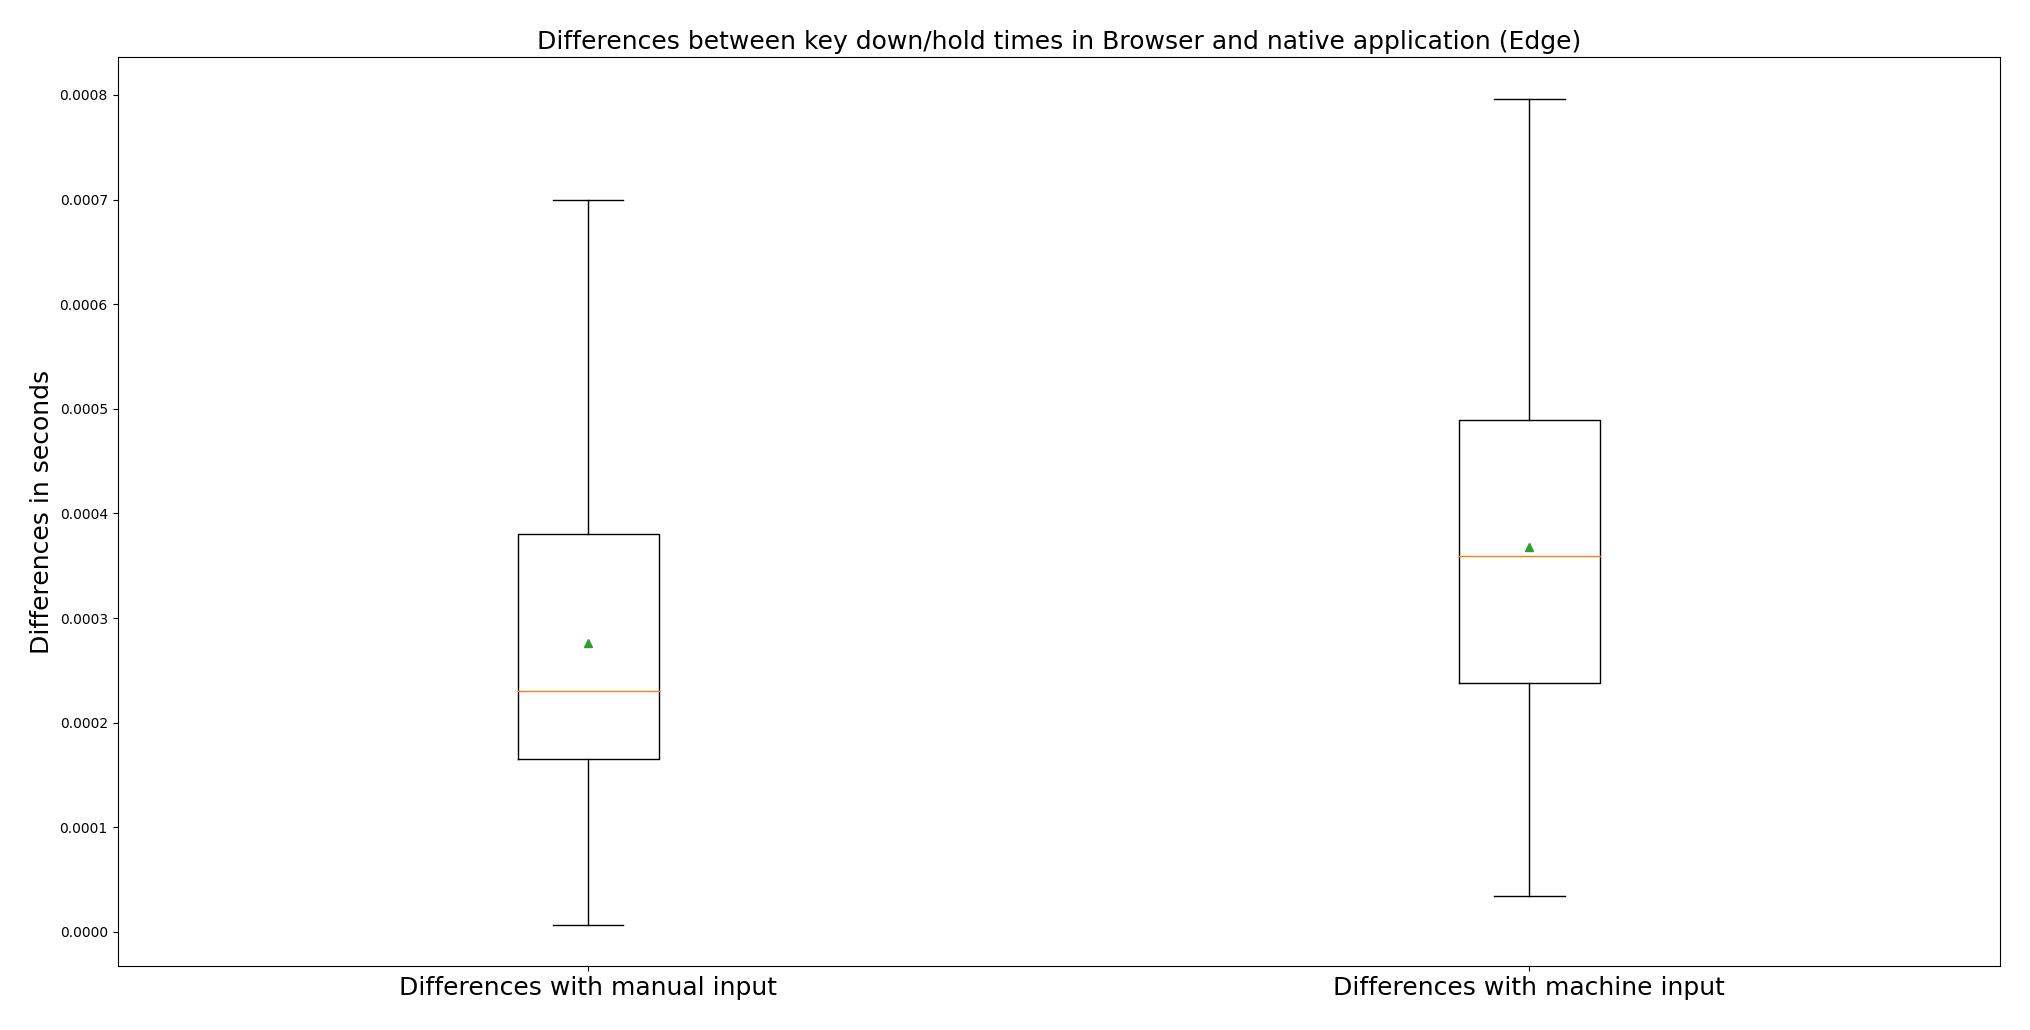 Differences between key down/hold times in Browser and native application (Edge)
0.0008
0.0007
0.0006
0.0005
0.0004
0.0003
0.0002
0.0001
0.0000
Differences in seconds
Differences with manual input
Differences with machine input